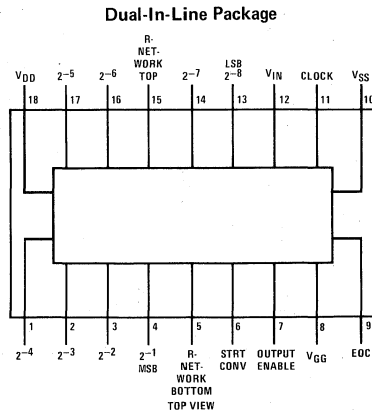 Dual-In-Line Package
R-
NET-
WORK
TOP
LSB
V_DD 2^-5 2^-6 2^-7 2^-8 V_IN CLOCK V_SS
18 17 16 15 14 13 12 11 10
1 2 3 4 5 6 7 8 9
2^-4 2^-3 2^-2 2^-1 R- STRT OUTPUT V_GG EOC
MSB NET- CONV ENABLE
WORK
BOTTOM
TOP VIEW